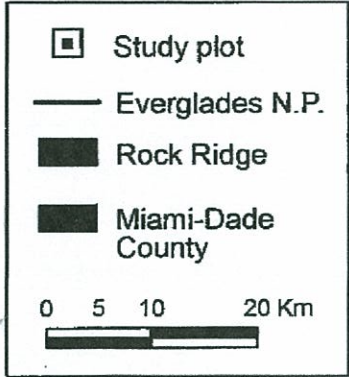 Study plot
Everglades N.P.
Rock Ridge
Miami-Dade
County
0 5 10 20 Km